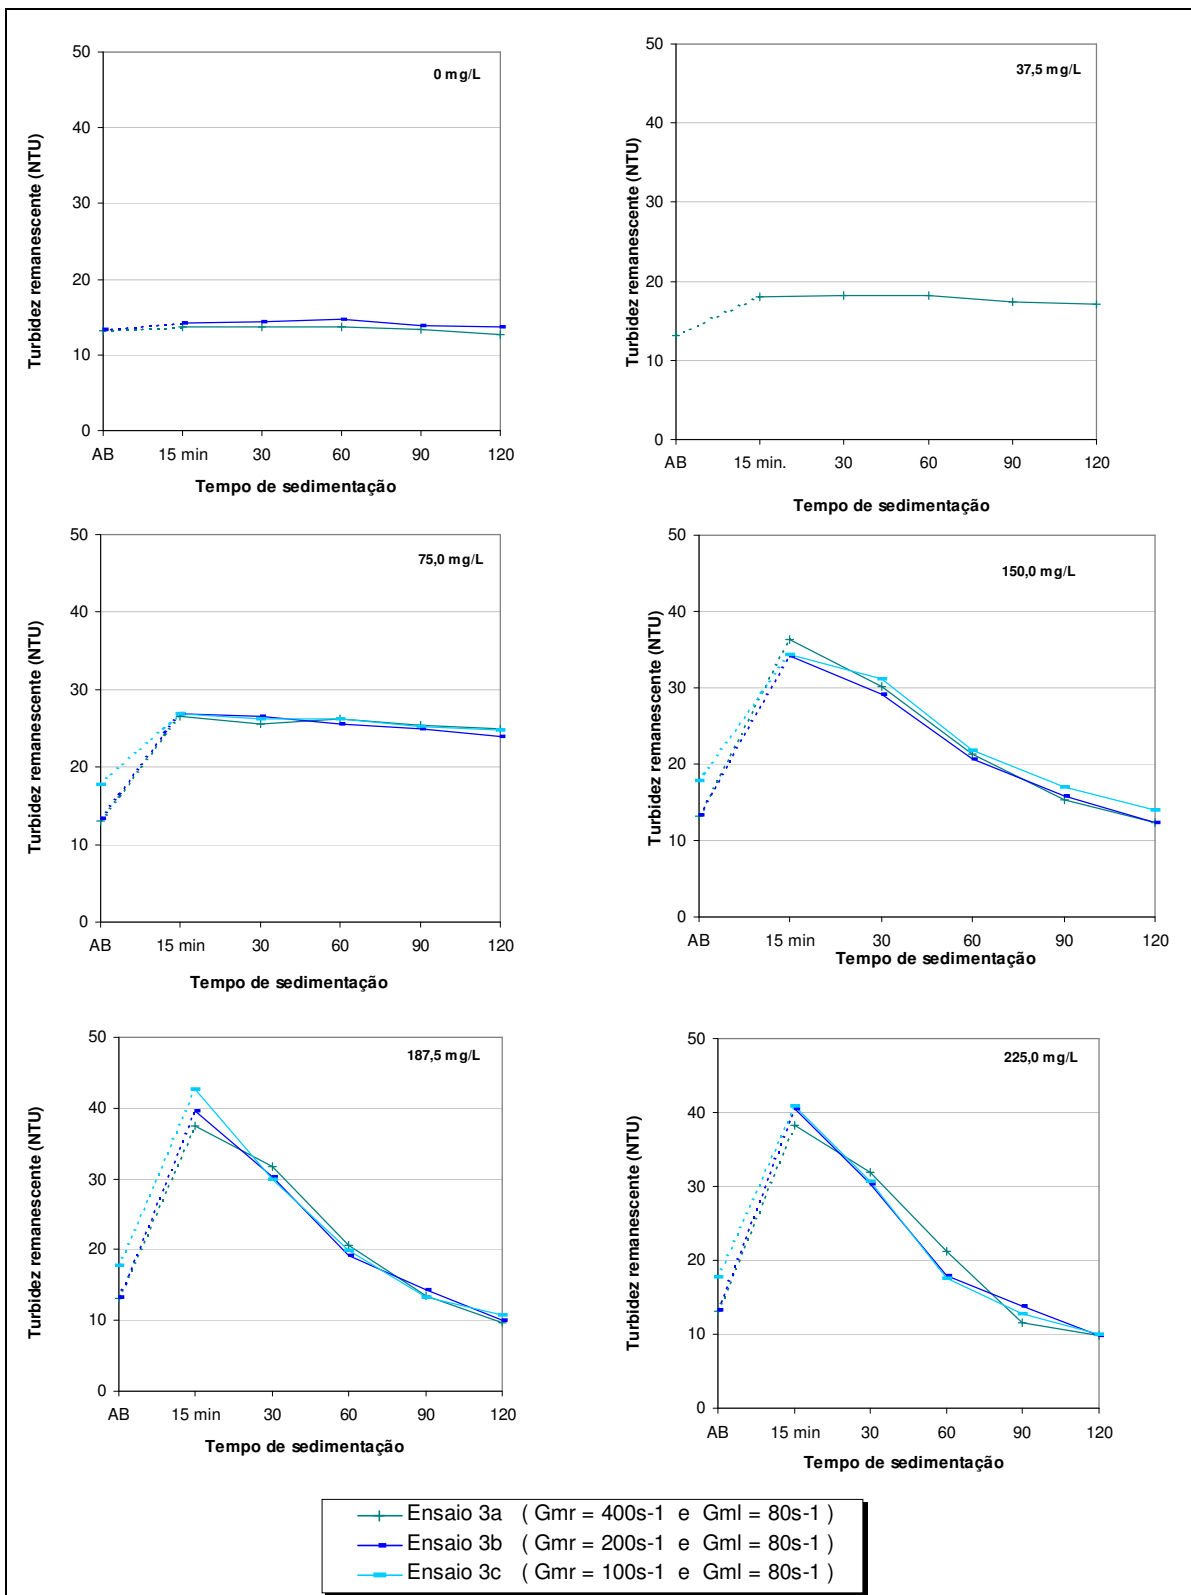 0 mg/L
50
40
30
20
10
0
Turbidez remanescente (NTU)
AB 15 min 30 60 90 120
Tempo de sedimentação
37,5 mg/L
50
40
30
20
10
0
Turbidez remanescente (NTU)
AB 15 min. 30 60 90 120
Tempo de sedimentação
75,0 mg/L
50
40
30
20
10
0
Turbidez remanescente (NTU)
AB 15 min 30 60 90 120
Tempo de sedimentação
150,0 mg/L
50
40
30
20
10
0
Turbidez remanescente (NTU)
AB 15 min 30 60 90 120
Tempo de sedimentação
187,5 mg/L
50
40
30
20
10
0
Turbidez remanescente (NTU)
AB 15 min 30 60 90 120
Tempo de sedimentação
225,0 mg/L
50
40
30
20
10
0
Turbidez remanescente (NTU)
AB 15 min 30 60 90 120
Tempo de sedimentação
Ensaio 3a ( Gmr = 400s-1 e Gml = 80s-1 )
Ensaio 3b ( Gmr = 200s-1 e Gml = 80s-1 )
Ensaio 3c ( Gmr = 100s-1 e Gml = 80s-1 )